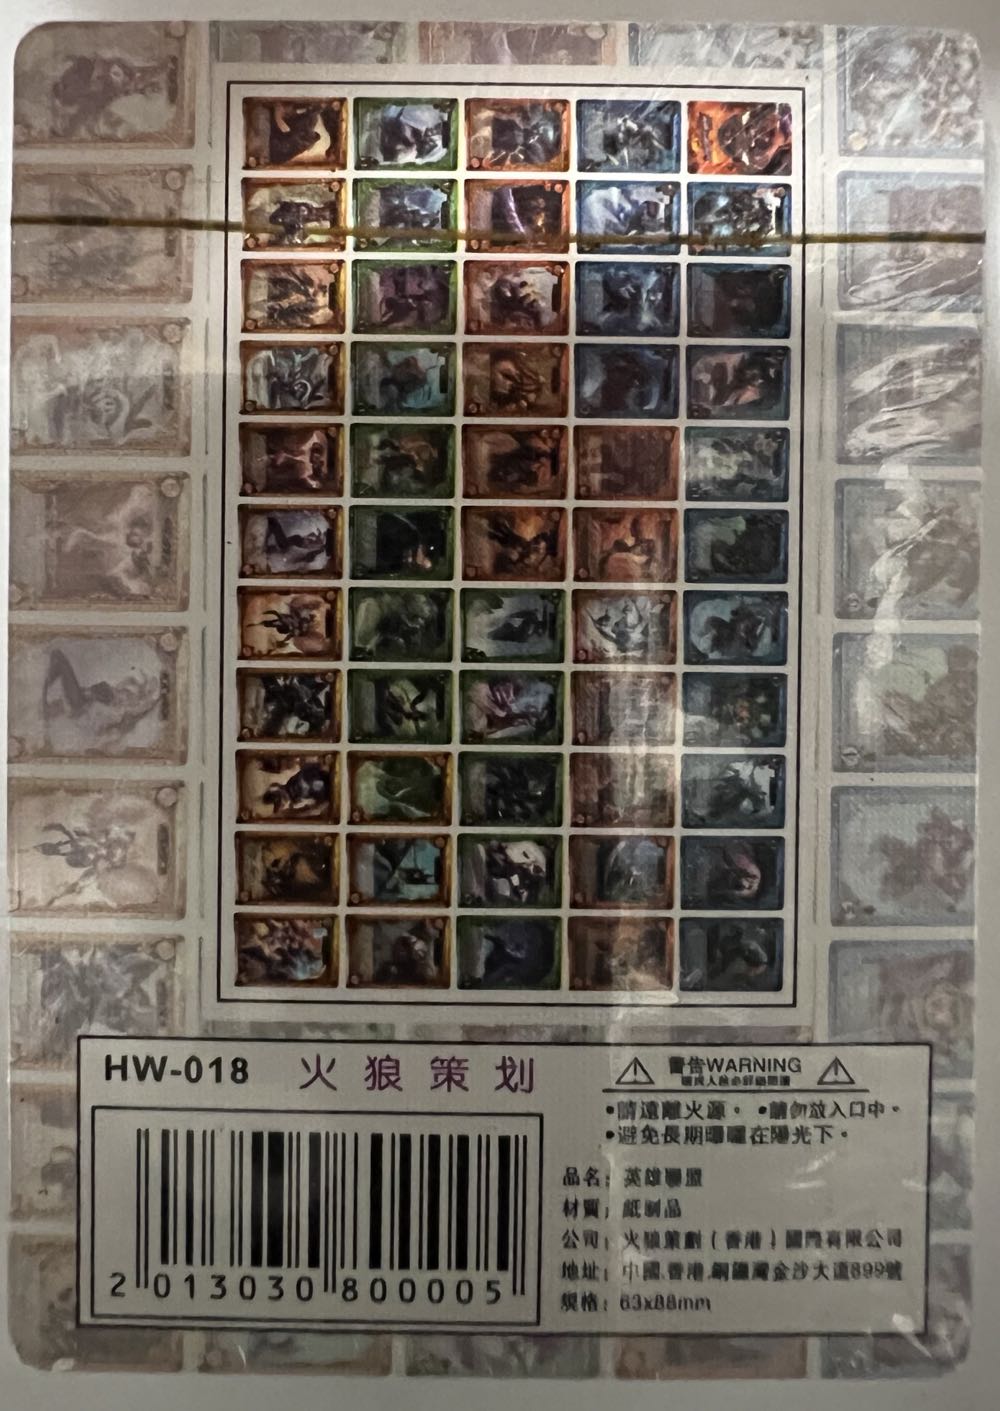 HW-018 火狼策划
2 013030 800005
警告WARNING
•請遠離火源。 •請勿放入口中。
•避免長期曝曬在陽光下。
品名：英雄聯盟
材質：紙制品
公司：火狼策劃（香港）國際有限公司
地址：中國.香港.銅鑼灣金沙大道899號
規格：63x88mm